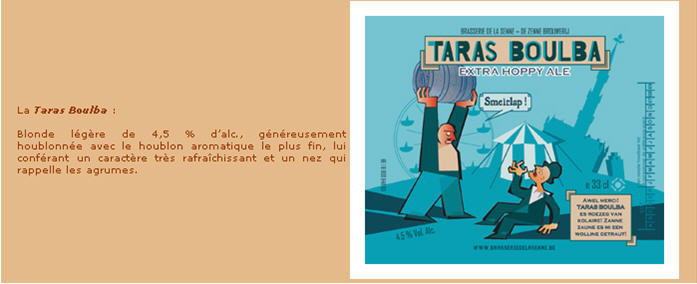 La Taras Boulba :
Blonde légère de 4,5 % d'alc., généreusement
houblonnée avec le houblon aromatique le plus fin, lui
conférant un caractère très rafraîchissant et un nez qui
rappelle les agrumes.
BRASSERIE DE LA SENNE - DE ZENNE BROUWERIJ
TARAS BOULBA
EXTRA HOPPY ALE
Smeirlap !
e 33 cl
AWEL MERCI!
TARAS BOULBA
ES ROEZEG VAN
KOLAIRE! ZANNE
ZAUNE ES MI EEN
WOLLINE GETRAUT!
4.5 % Vol. Alc.
WWW.BRASSERIEDELASENNE.BE